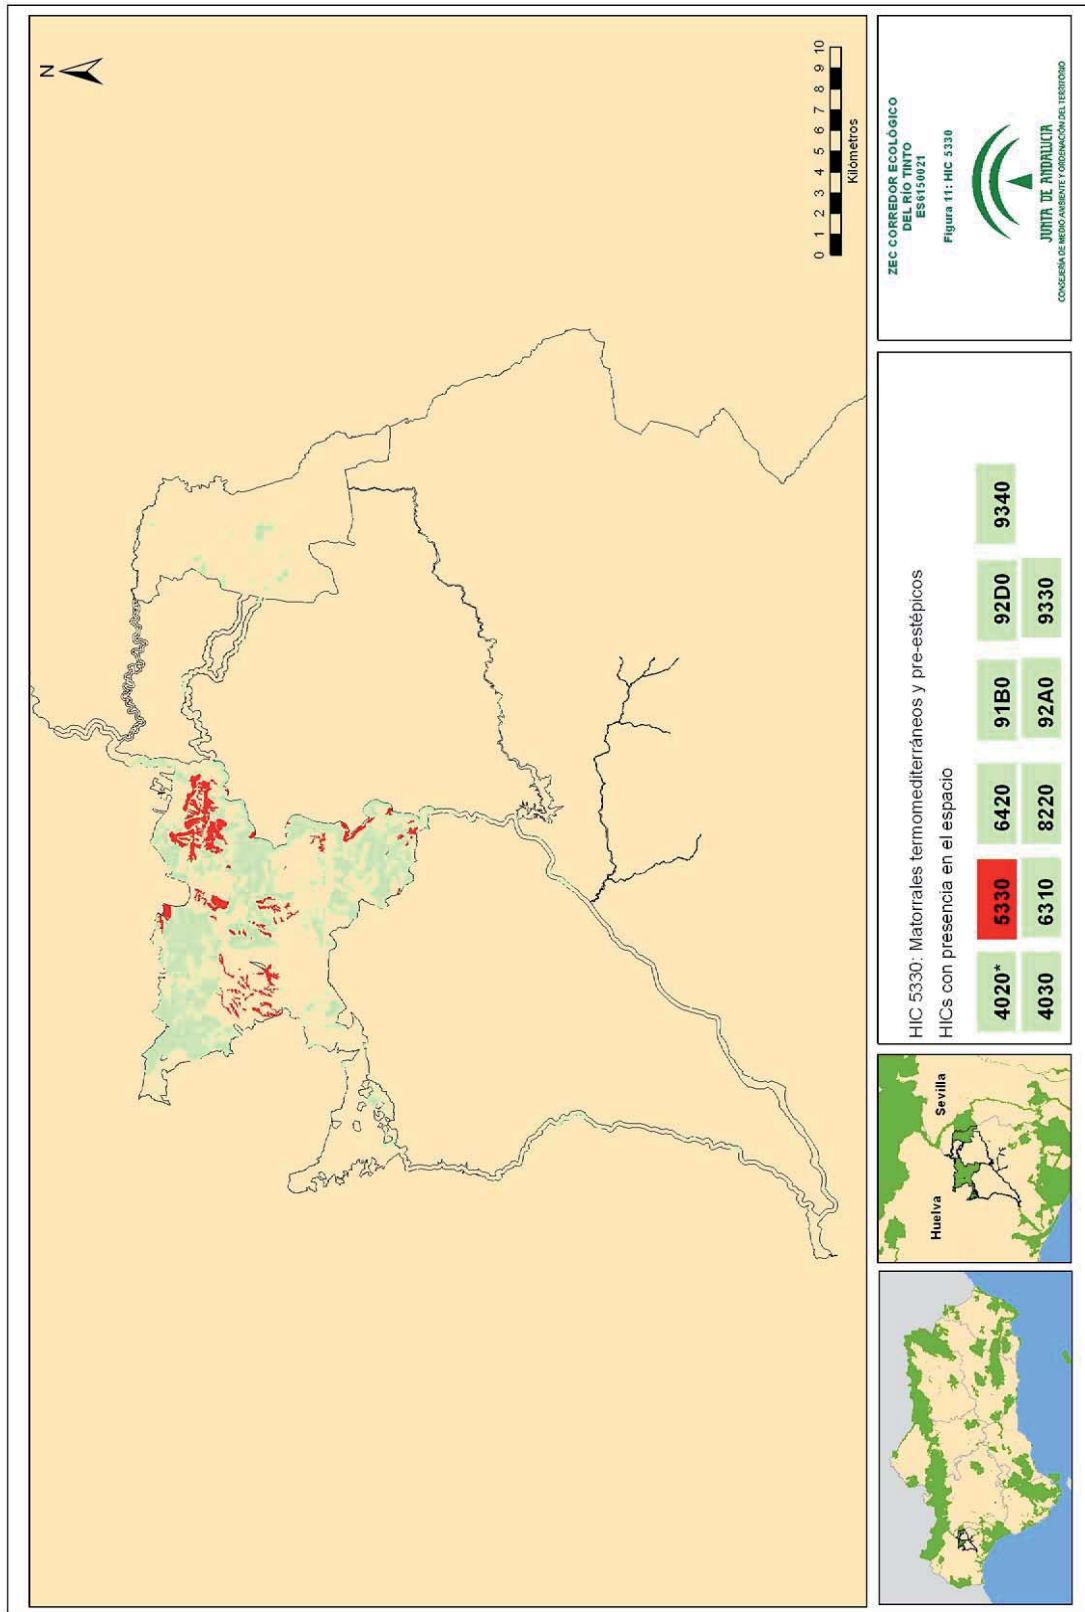 N
0 1 2 3 4 5 6 7 8 9 10
Kilómetros
Huelva
Sevilla
HIC 5330: Matorrales termomediterráneos y pre-estépicos
HICs con presencia en el espacio
4020* 5330 6420 91B0 92D0 9340
4030 6310 8220 92A0 9330
ZEC CORREDOR ECOLÓGICO
DEL RÍO TINTO
ES6150021
Figura 11: HIC 5330
JUNTA DE ANDALUCIA
CONSEJERÍA DE MEDIO AMBIENTE Y ORDENACIÓN DEL TERRITORIO